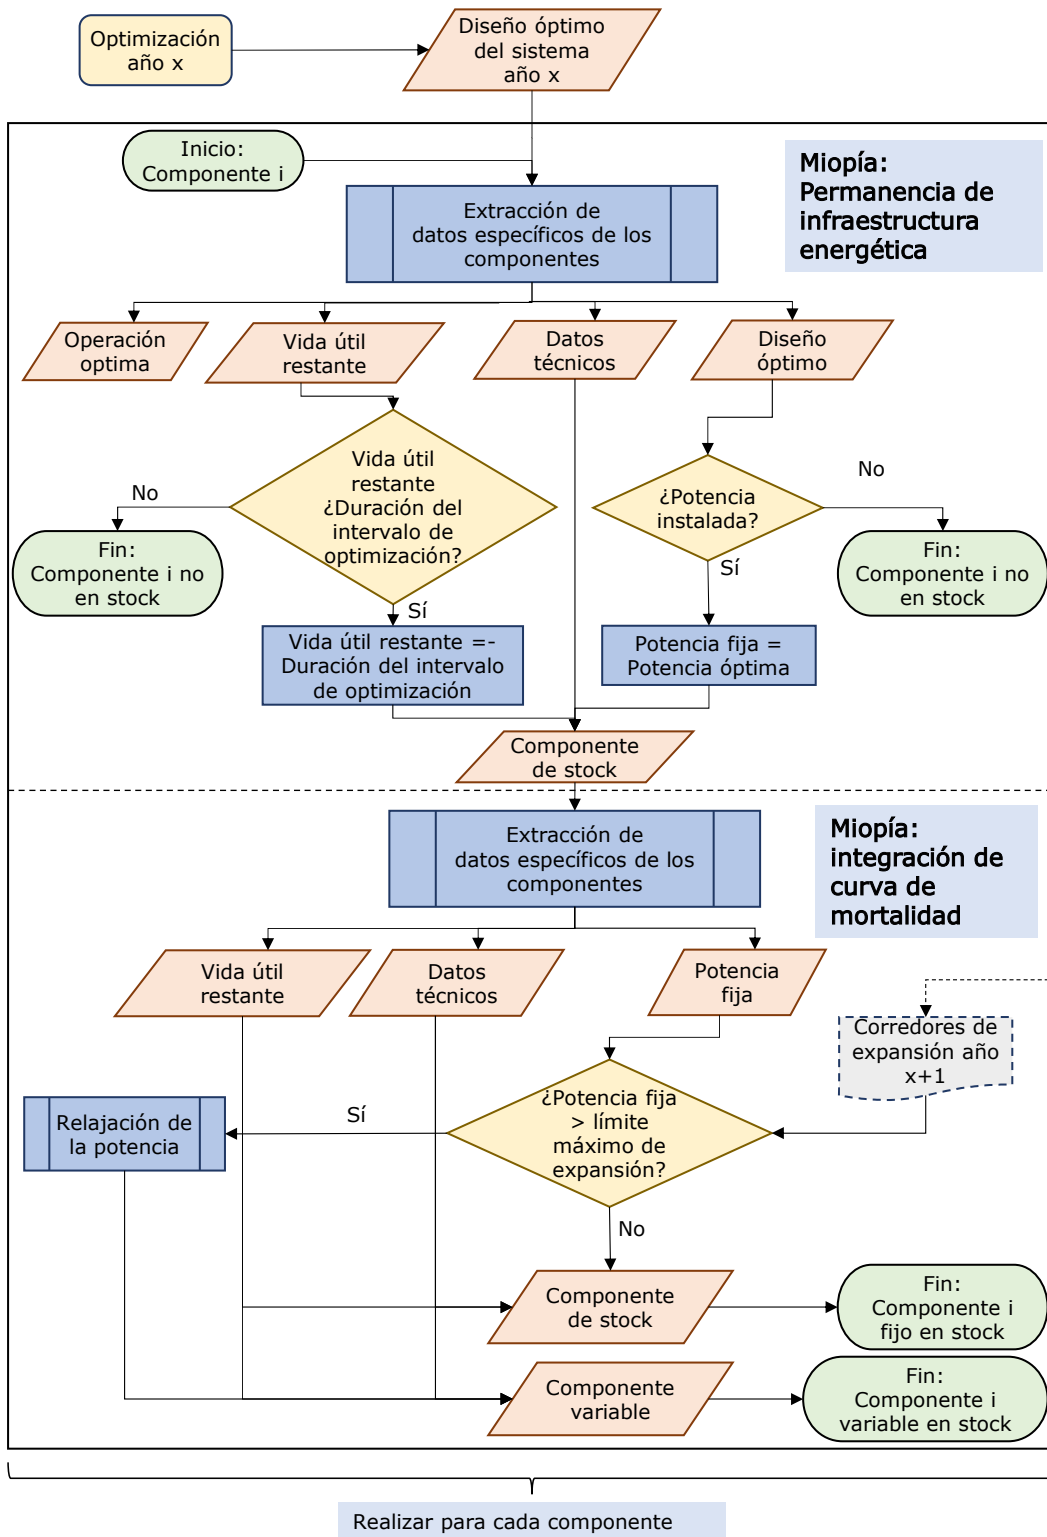 Optimización
año x
Diseño óptimo
del sistema
año x
Inicio:
Componente i
Miopía:
Permanencia de
infraestructura
energética
Extracción de
datos específicos de los
componentes
Operación
optima
Vida útil
restante
Datos
técnicos
Diseño
óptimo
Vida útil
restante
¿Duración del
intervalo de
optimización?
No
Sí
¿Potencia
instalada?
No
Sí
Fin:
Componente i no
en stock
Fin:
Componente i no
en stock
Vida útil restante =-
Duración del intervalo
de optimización
Potencia fija =
Potencia óptima
Componente
de stock
Extracción de
datos específicos de los
componentes
Miopía:
integración de
curva de
mortalidad
Vida útil
restante
Datos
técnicos
Potencia
fija
Corredores de
expansión año
x+1
¿Potencia fija
> límite
máximo de
expansión?
Sí
No
Relajación de
la potencia
Componente
de stock
Fin:
Componente i
fijo en stock
Componente
variable
Fin:
Componente i
variable en stock
Realizar para cada componente